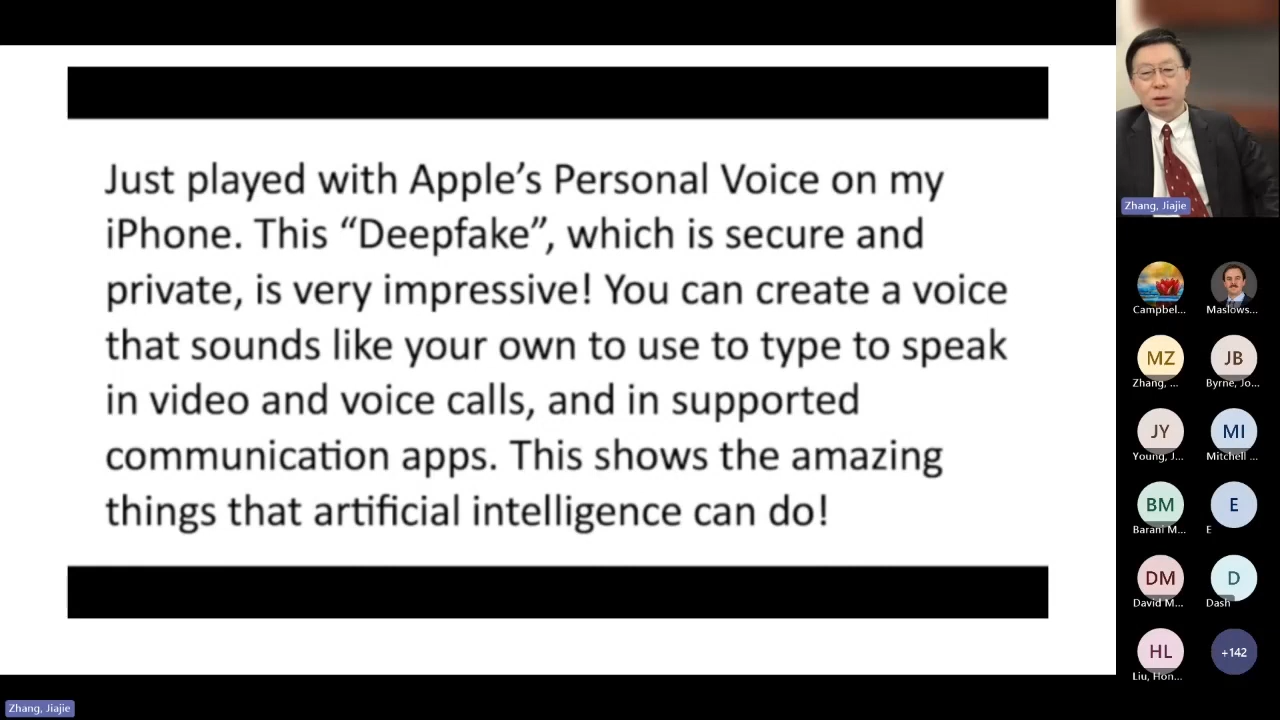 Just played with Apple’s Personal Voice on my
iPhone. This “Deepfake”, which is secure and
private, is very impressive! You can create a voice
that sounds like your own to use to type to speak
in video and voice calls, and in supported
communication apps. This shows the amazing
things that artificial intelligence can do!
Zhang, Jiajie
Campbel...
Maslows...
MZ
Zhang, ...
JB
Byrne, Jo...
JY
Young, J...
MI
Mitchell ...
BM
Barani M...
E
E
DM
David M...
D
Dash
HL
Liu, Hon...
+142
Zhang, Jiajie